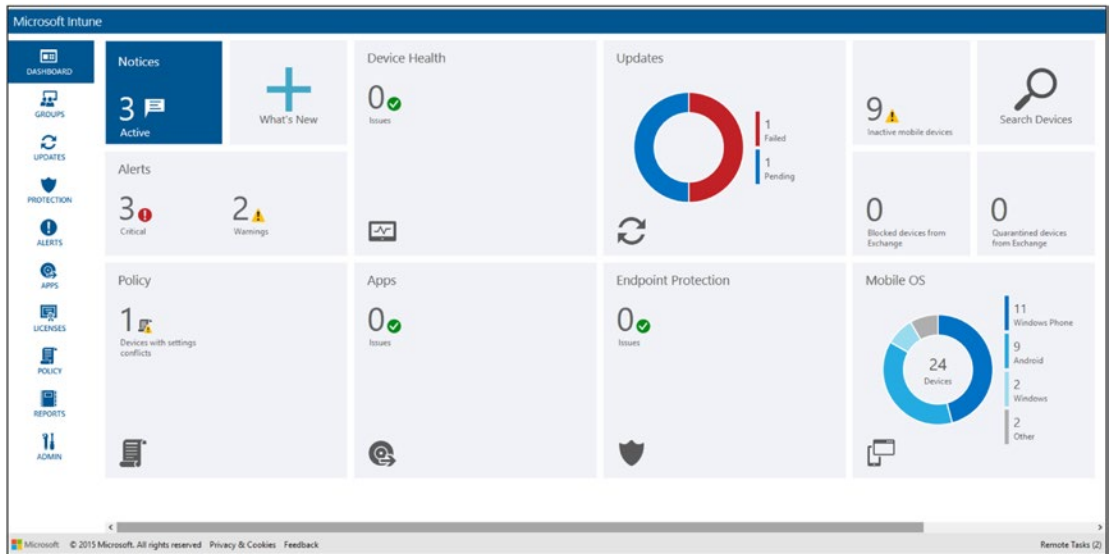 Microsoft Intune
DASHBOARD
GROUPS
UPDATES
PROTECTION
ALERTS
APPS
LICENSES
POLICY
REPORTS
ADMIN
Notices
3
Active
What's New
Device Health
0
Issues
Updates
1
Failed
1
Pending
9
Inactive mobile devices
Search Devices
Alerts
3
Critical
2
Warnings
0
Blocked devices from
Exchange
0
Quarantined devices
from Exchange
Policy
1
Devices with settings
conflicts
Apps
0
Issues
Endpoint Protection
0
Issues
Mobile OS
24
Devices
11
Windows Phone
9
Android
2
Windows
2
Other
Microsoft © 2015 Microsoft. All rights reserved Privacy & Cookies Feedback Remote Tasks (2)